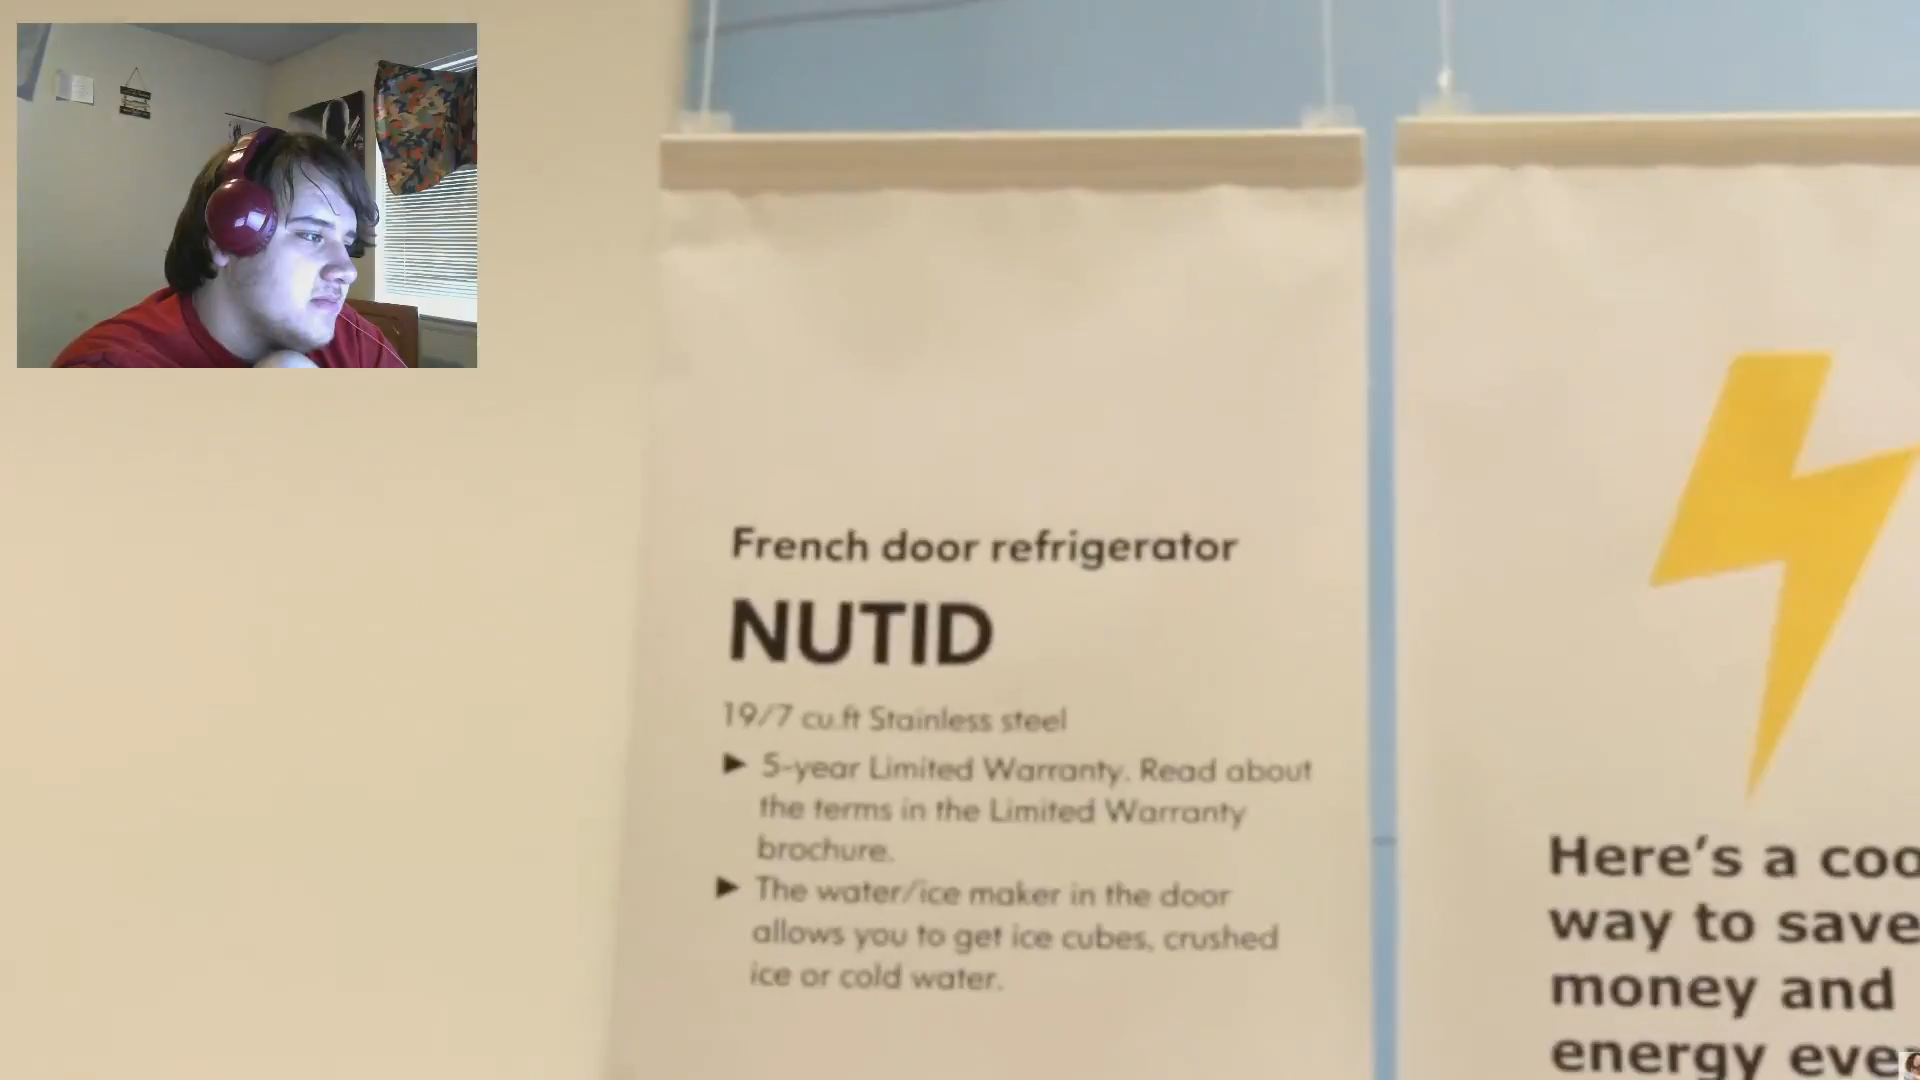 French door refrigerator
NUTID
19/7 cu.ft Stainless steel
▶ 5-year Limited Warranty. Read about
the terms in the Limited Warranty
brochure.
▶ The water/ice maker in the door
allows you to get ice cubes, crushed
ice or cold water.
Here's a coo
way to save
money and
energy eve